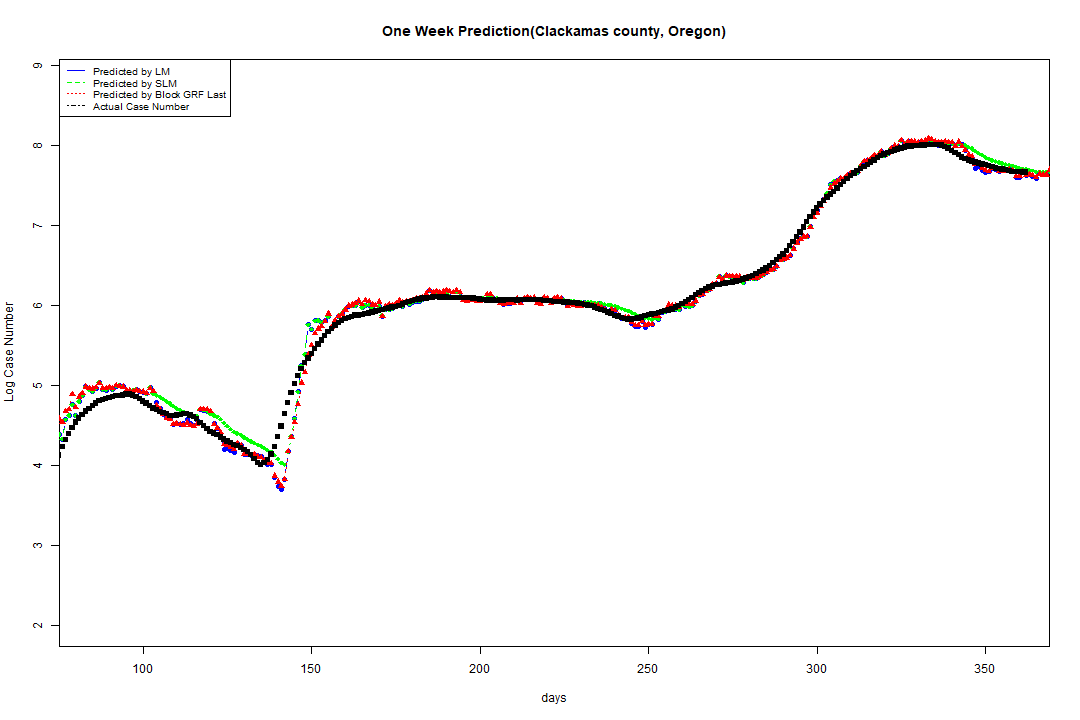 One Week Prediction(Clackamas county, Oregon)
Predicted by LM
Predicted by SLM
Predicted by Block GRF Last
Actual Case Number
Log Case Number
9
8
7
6
5
4
3
2
100 150 200 250 300 350
days